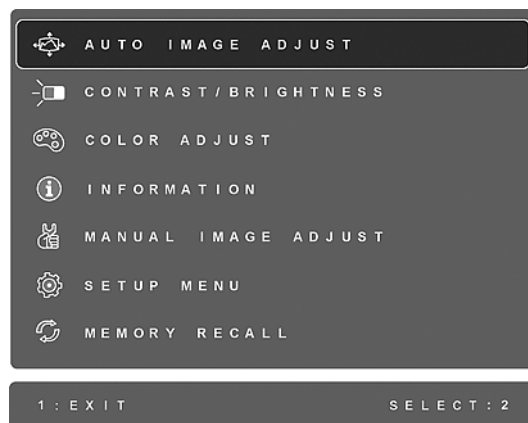 AUTO IMAGE ADJUST
CONTRAST/BRIGHTNESS
COLOR ADJUST
INFORMATION
MANUAL IMAGE ADJUST
SETUP MENU
MEMORY RECALL
1:EXIT SELECT:2